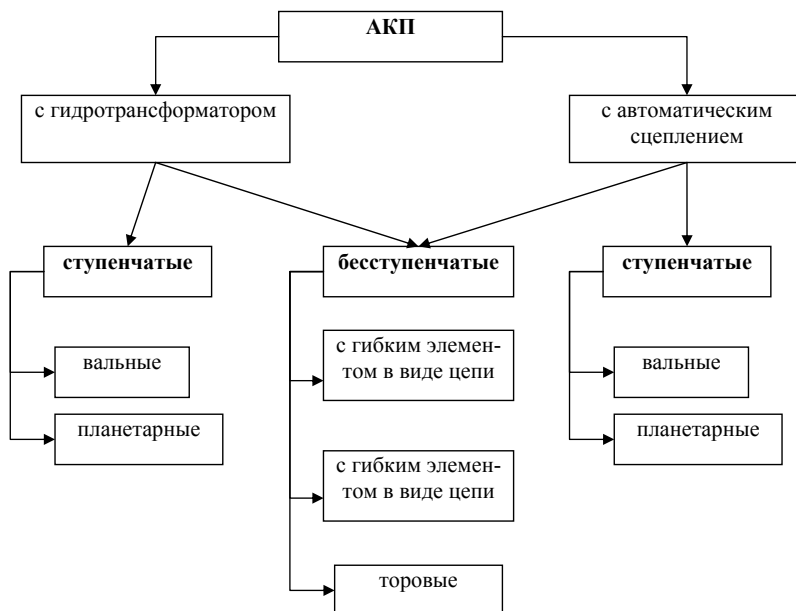 АКП
с гидротрансформатором
с автоматическим
сцеплением
ступенчатые
бесступенчатые
ступенчатые
с гибким элемен-
том в виде цепи
вальные
вальные
планетарные
планетарные
с гибким элемен-
том в виде цепи
торовые